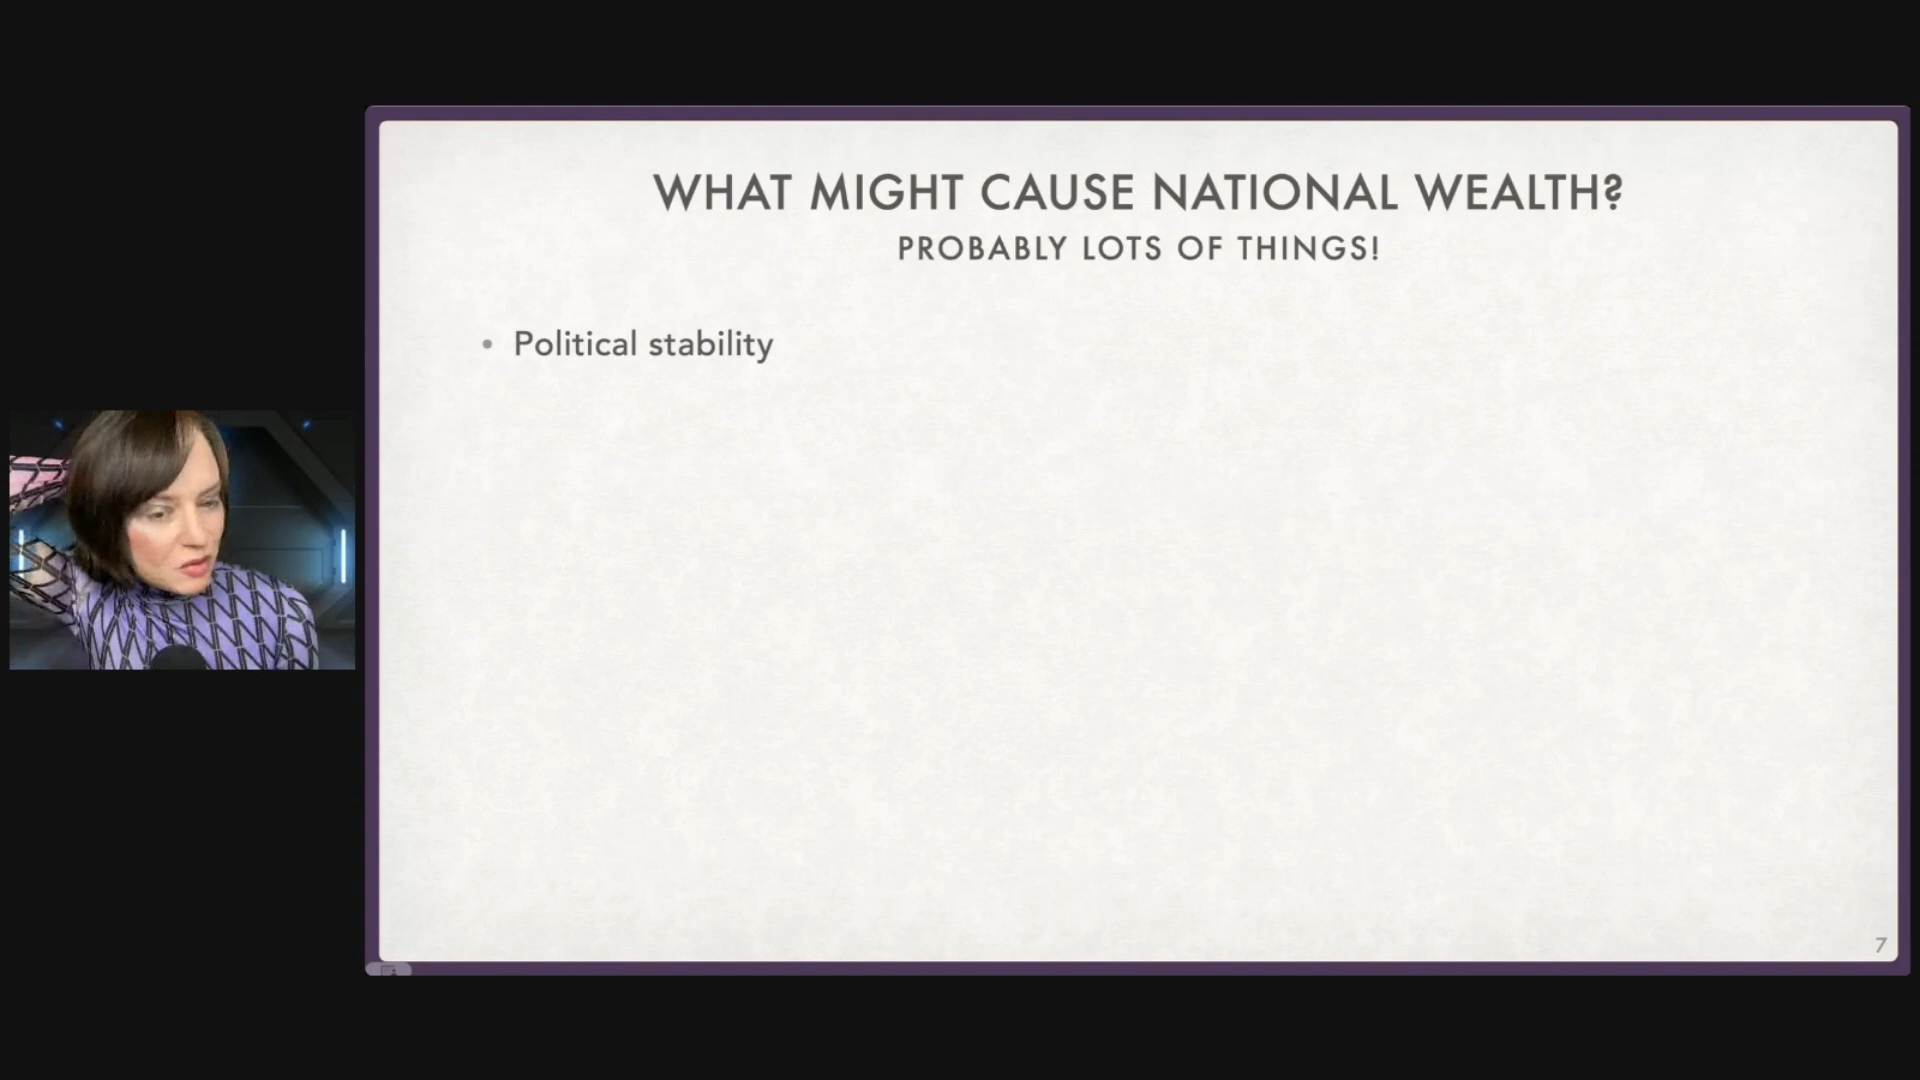 WHAT MIGHT CAUSE NATIONAL WEALTH?
PROBABLY LOTS OF THINGS!
• Political stability
7